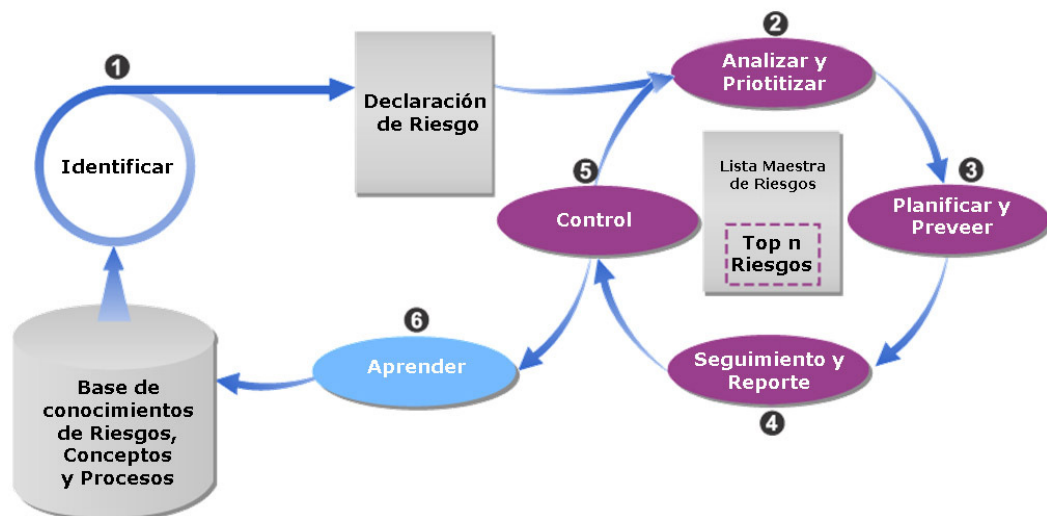 1
Identificar
Declaración
de Riesgo
2
Analizar y
Priotitizar
3
Planificar y
Preveer
Lista Maestra
de Riesgos
Top n
Riesgos
4
Seguimiento y
Reporte
5
Control
6
Aprender
Base de
conocimientos
de Riesgos,
Conceptos
y Procesos